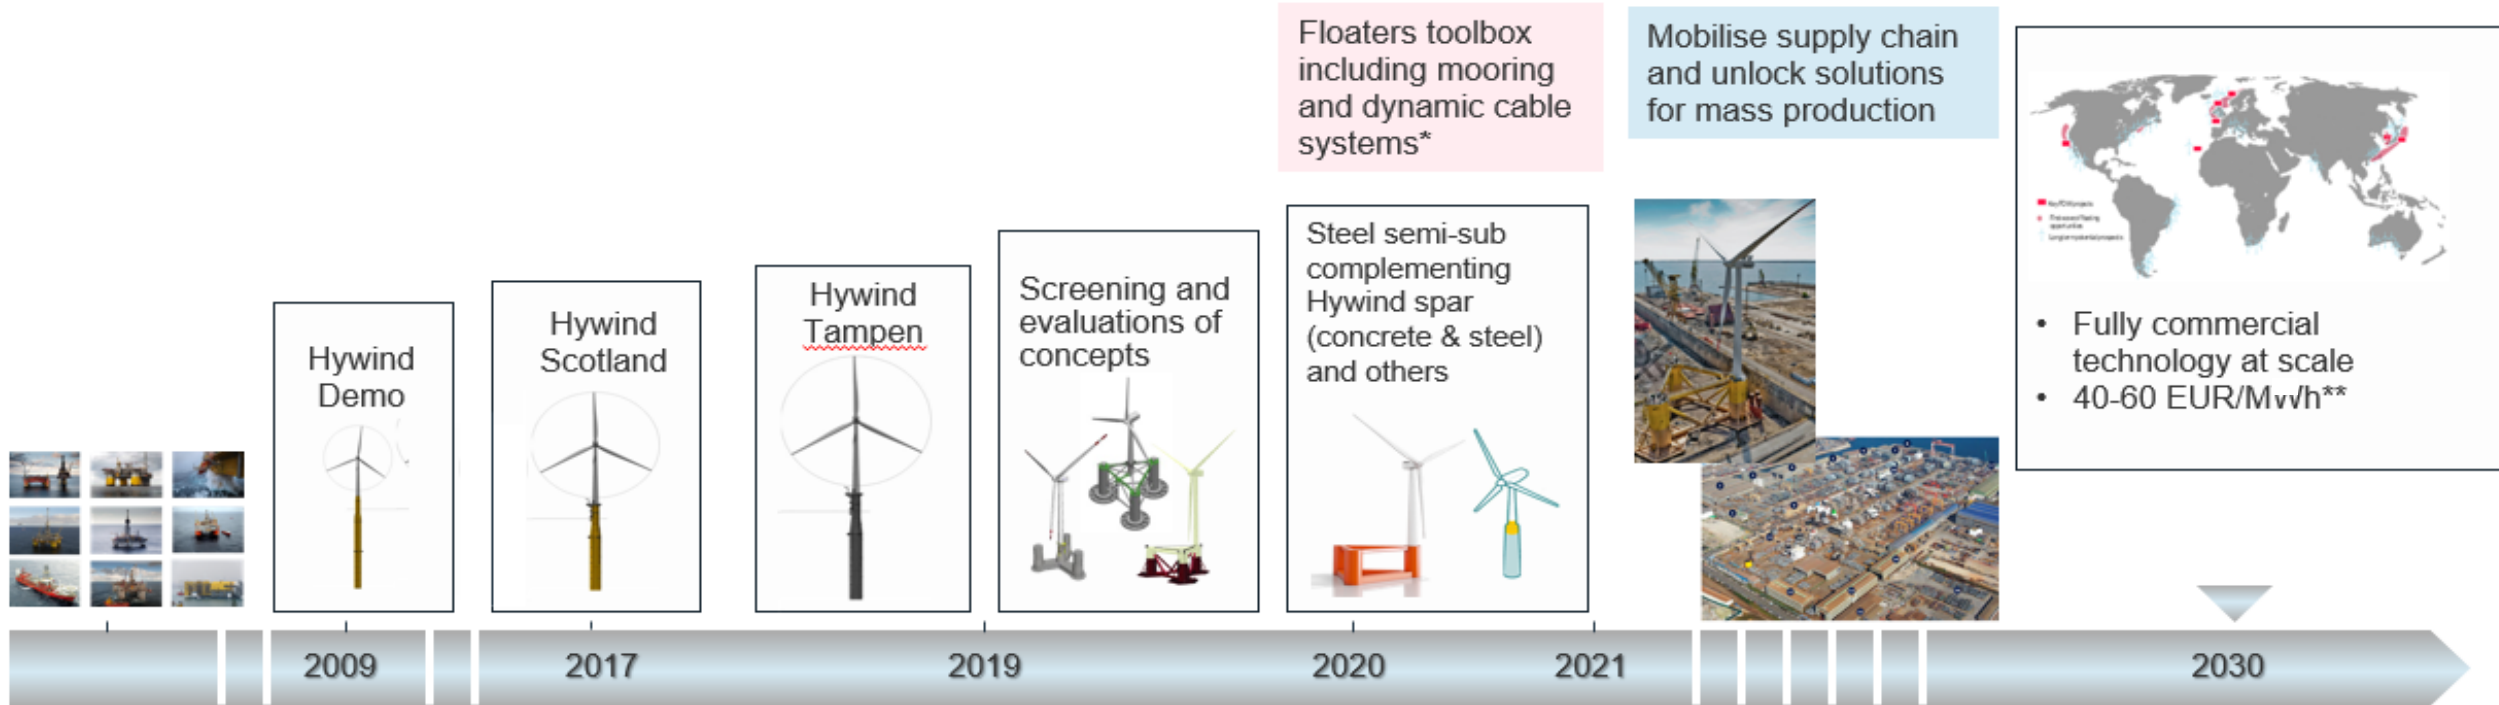 Floaters toolbox
including mooring
and dynamic cable
systems*
Mobilise supply chain
and unlock solutions
for mass production
Hywind
Demo
Hywind
Scotland
Hywind
Tampen
Screening and
evaluations of
concepts
Steel semi-sub
complementing
Hywind spar
(concrete & steel)
and others
• Fully commercial
technology at scale
• 40-60 EUR/MWh**
2009
2017
2019
2020
2021
2030